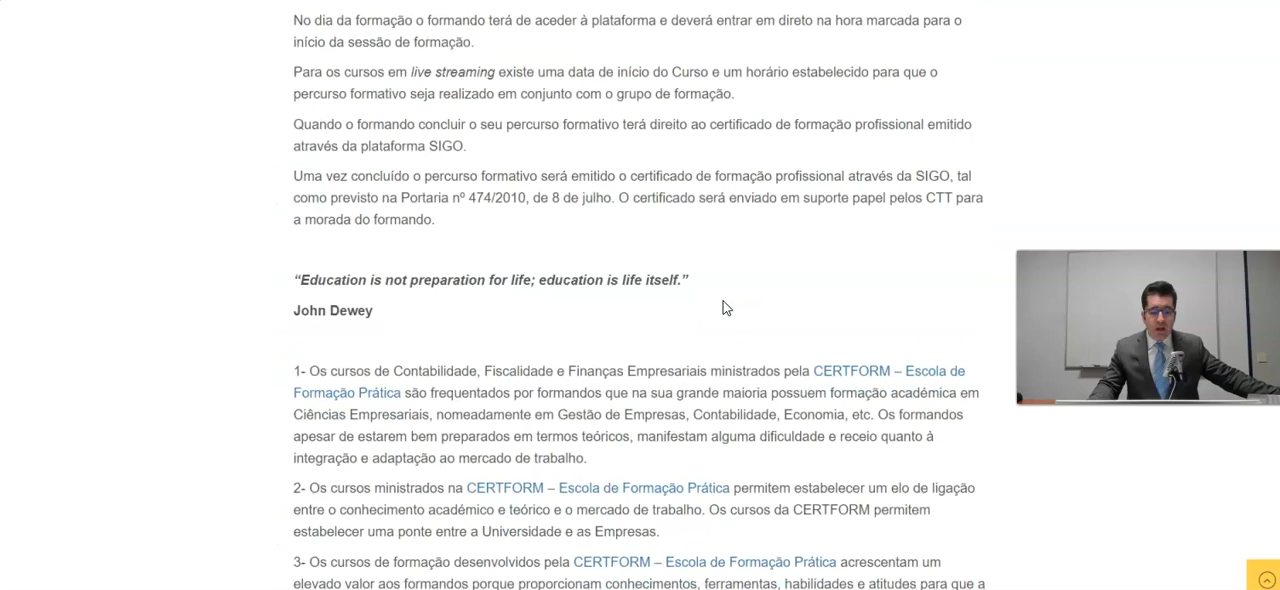 No dia da formação o formando terá de aceder à plataforma e deverá entrar em direto na hora marcada para o
início da sessão de formação.
Para os cursos em live streaming existe uma data de início do Curso e um horário estabelecido para que o
percurso formativo seja realizado em conjunto com o grupo de formação.
Quando o formando concluir o seu percurso formativo terá direito ao certificado de formação profissional emitido
através da plataforma SIGO.
Uma vez concluído o percurso formativo será emitido o certificado de formação profissional através da SIGO, tal
como previsto na Portaria nº 474/2010, de 8 de julho. O certificado será enviado em suporte papel pelos CTT para
a morada do formando.
“Education is not preparation for life; education is life itself.”
John Dewey
1- Os cursos de Contabilidade, Fiscalidade e Finanças Empresariais ministrados pela CERTFORM – Escola de
Formação Prática são frequentados por formandos que na sua grande maioria possuem formação académica em
Ciências Empresariais, nomeadamente em Gestão de Empresas, Contabilidade, Economia, etc. Os formandos
apesar de estarem bem preparados em termos teóricos, manifestam alguma dificuldade e receio quanto à
integração e adaptação ao mercado de trabalho.
2- Os cursos ministrados na CERTFORM – Escola de Formação Prática permitem estabelecer um elo de ligação
entre o conhecimento académico e teórico e o mercado de trabalho. Os cursos da CERTFORM permitem
estabelecer uma ponte entre a Universidade e as Empresas.
3- Os cursos de formação desenvolvidos pela CERTFORM – Escola de Formação Prática acrescentam um
elevado valor aos formandos porque proporcionam conhecimentos, ferramentas, habilidades e atitudes para que a